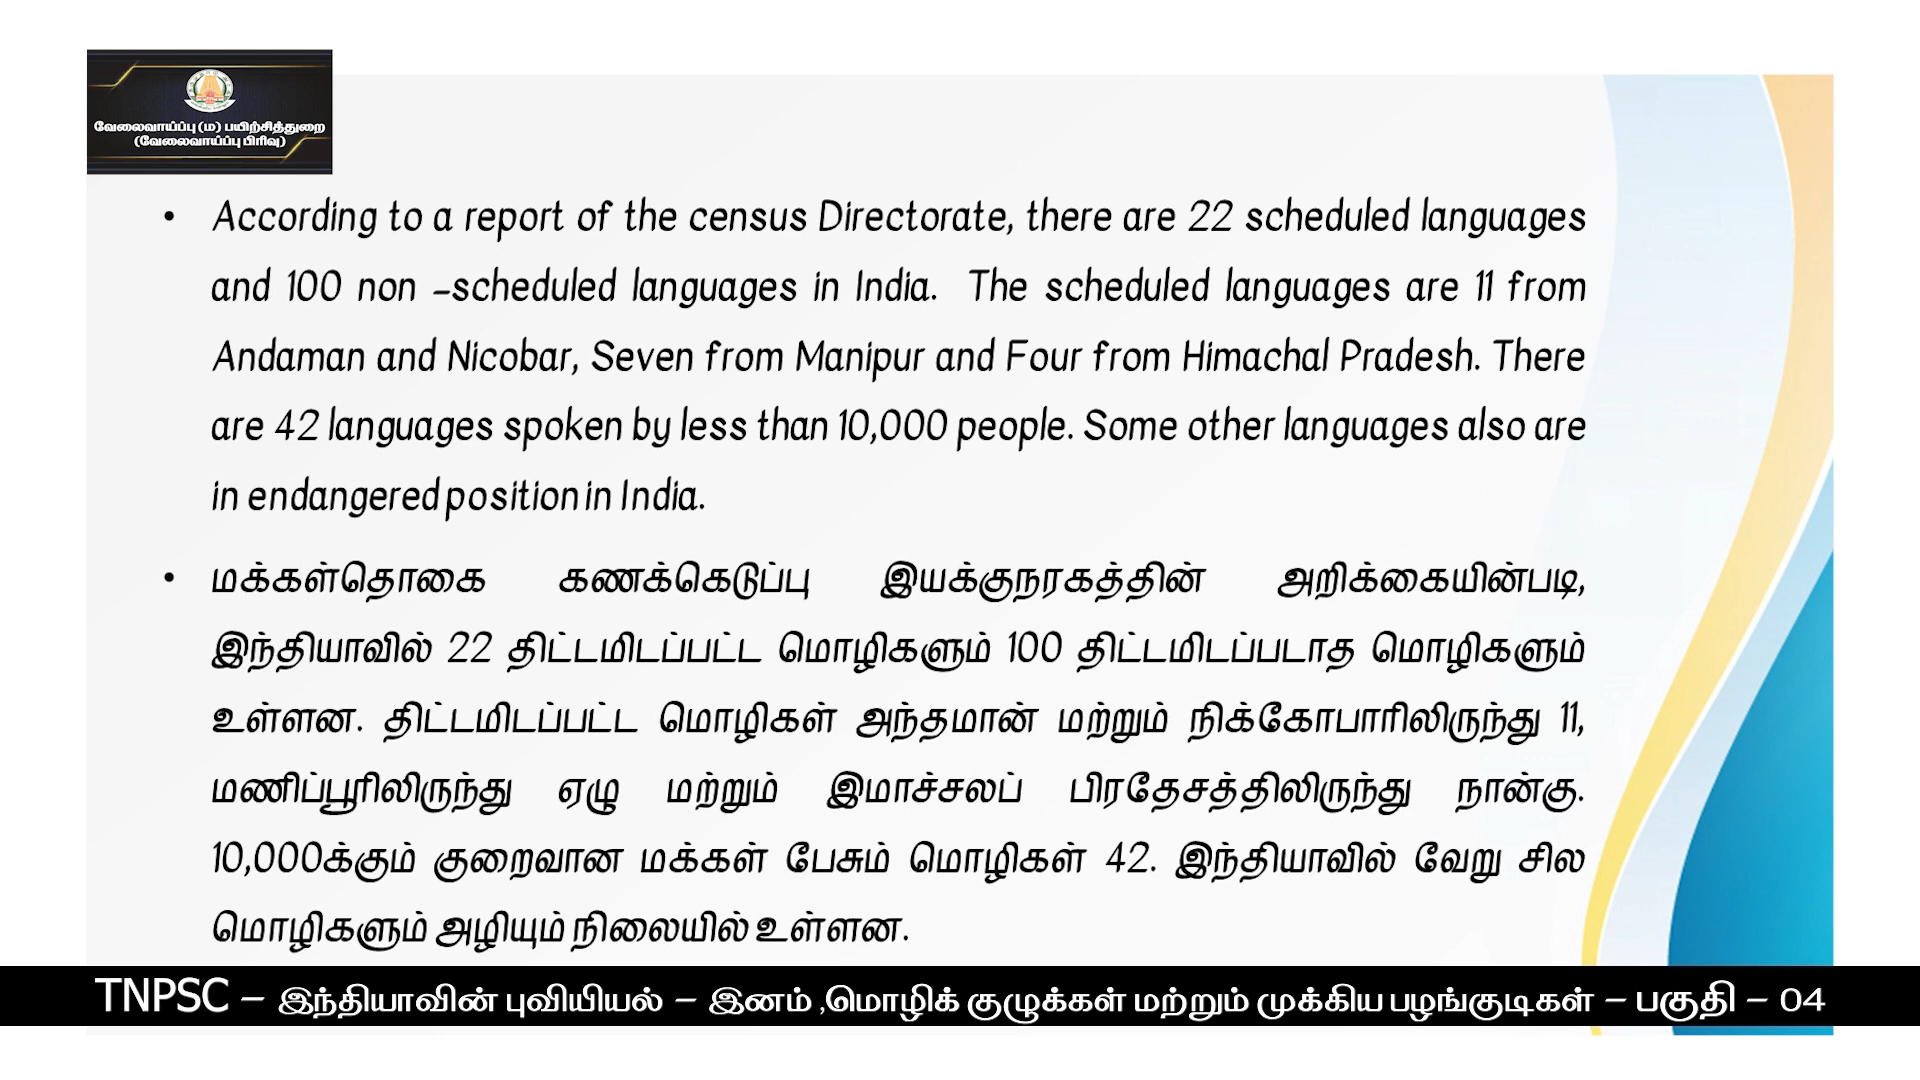 வேலைவாய்ப்பு (ம) பயிற்சித்துறை
(வேலைவாய்ப்பு பிரிவு)
• According to a report of the census Directorate, there are 22 scheduled languages
and 100 non -scheduled languages in India. The scheduled languages are 11 from
Andaman and Nicobar, Seven from Manipur and Four from Himachal Pradesh. There
are 42 languages spoken by less than 10,000 people. Some other languages also are
in endangered position in India.
• மக்கள்தொகை கணக்கெடுப்பு இயக்குநரகத்தின் அறிக்கையின்படி,
இந்தியாவில் 22 திட்டமிடப்பட்ட மொழிகளும் 100 திட்டமிடப்படாத மொழிகளும்
உள்ளன. திட்டமிடப்பட்ட மொழிகள் அந்தமான் மற்றும் நிக்கோபாரிலிருந்து 11,
மணிப்பூரிலிருந்து ஏழு மற்றும் இமாச்சலப் பிரதேசத்திலிருந்து நான்கு.
10,000க்கும் குறைவான மக்கள் பேசும் மொழிகள் 42. இந்தியாவில் வேறு சில
மொழிகளும் அழியும் நிலையில் உள்ளன.
TNPSC – இந்தியாவின் புவியியல் – இனம் ,மொழிக் குழுக்கள் மற்றும் முக்கிய பழங்குடிகள் – பகுதி – 04